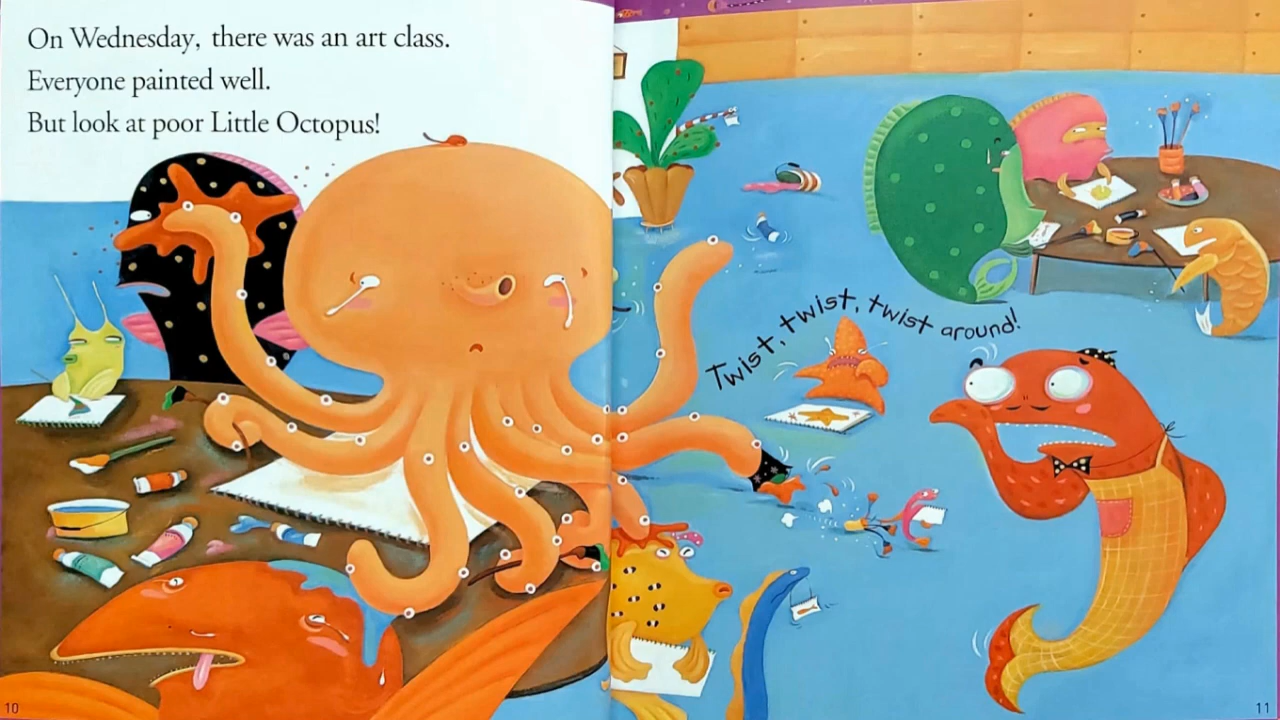 On Wednesday, there was an art class.
Everyone painted well.
But look at poor Little Octopus!
Twist, twist, twist around!
10
11